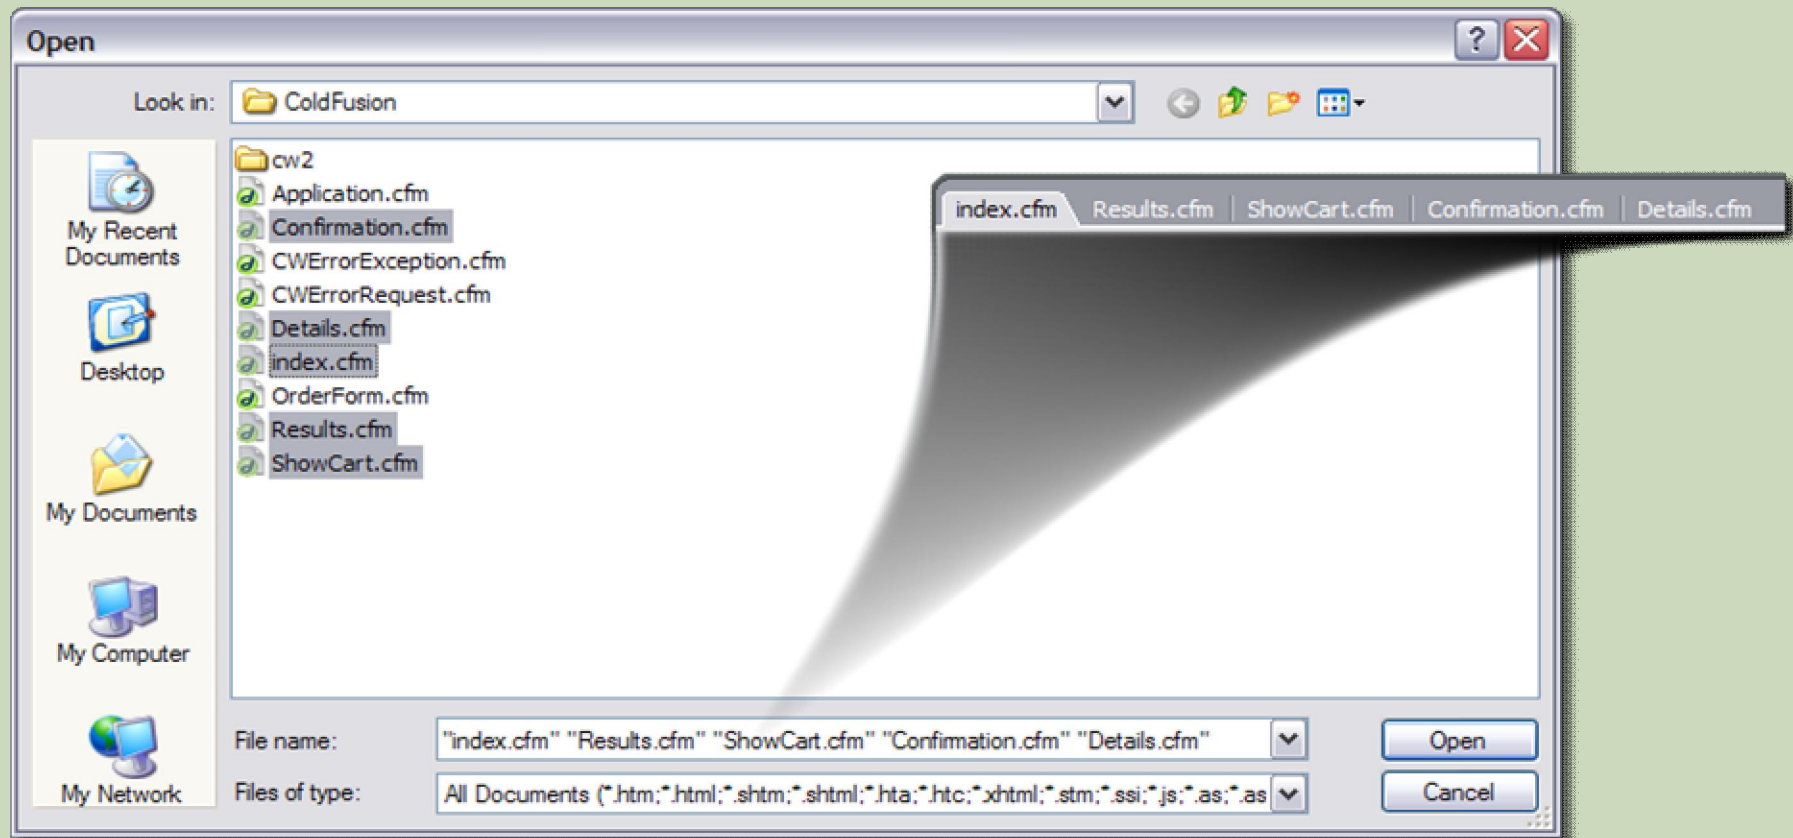 Open
?
Look in:
ColdFusion
My Recent
Documents
Desktop
My Documents
My Computer
My Network
cw2
Application.cfm
Confirmation.cfm
CWErrorException.cfm
CWErrorRequest.cfm
Details.cfm
index.cfm
OrderForm.cfm
Results.cfm
ShowCart.cfm
index.cfm Results.cfm ShowCart.cfm Confirmation.cfm Details.cfm
File name:
"index.cfm" "Results.cfm" "ShowCart.cfm" "Confirmation.cfm" "Details.cfm"
Open
Files of type:
All Documents (*.htm;*.html;*.shtm;*.shtml;*.hta;*.htc;*.xhtml;*.stm;*.ssi;*.js;*.as;*.as
Cancel